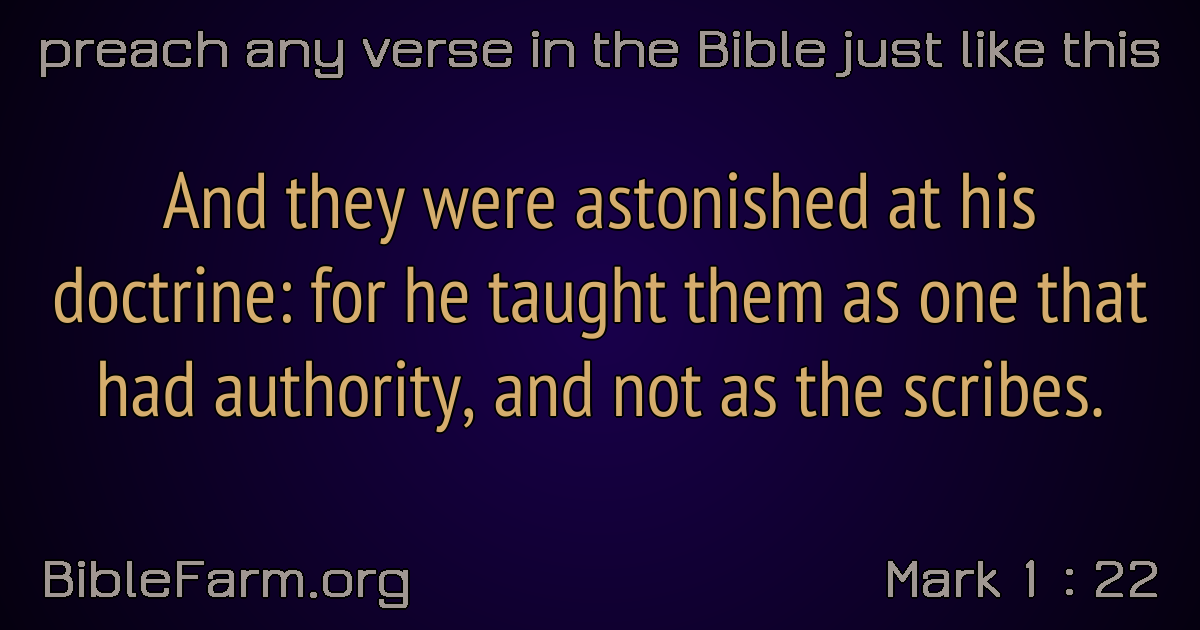 preach any verse in the Bible just like this
And they were astonished at his
doctrine: for he taught them as one that
had authority, and not as the scribes.
BibleFarm.org
Mark 1 : 22